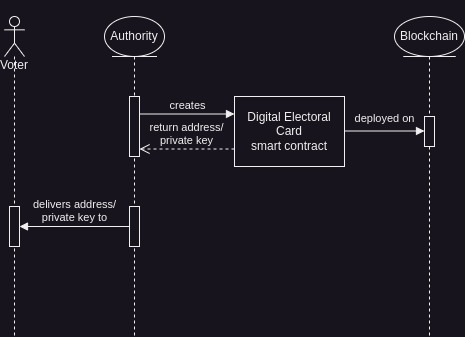 Voter
Authority
Blockchain
creates
return address/
private key
Digital Electoral
Card
smart contract
deployed on
delivers address/
private key to